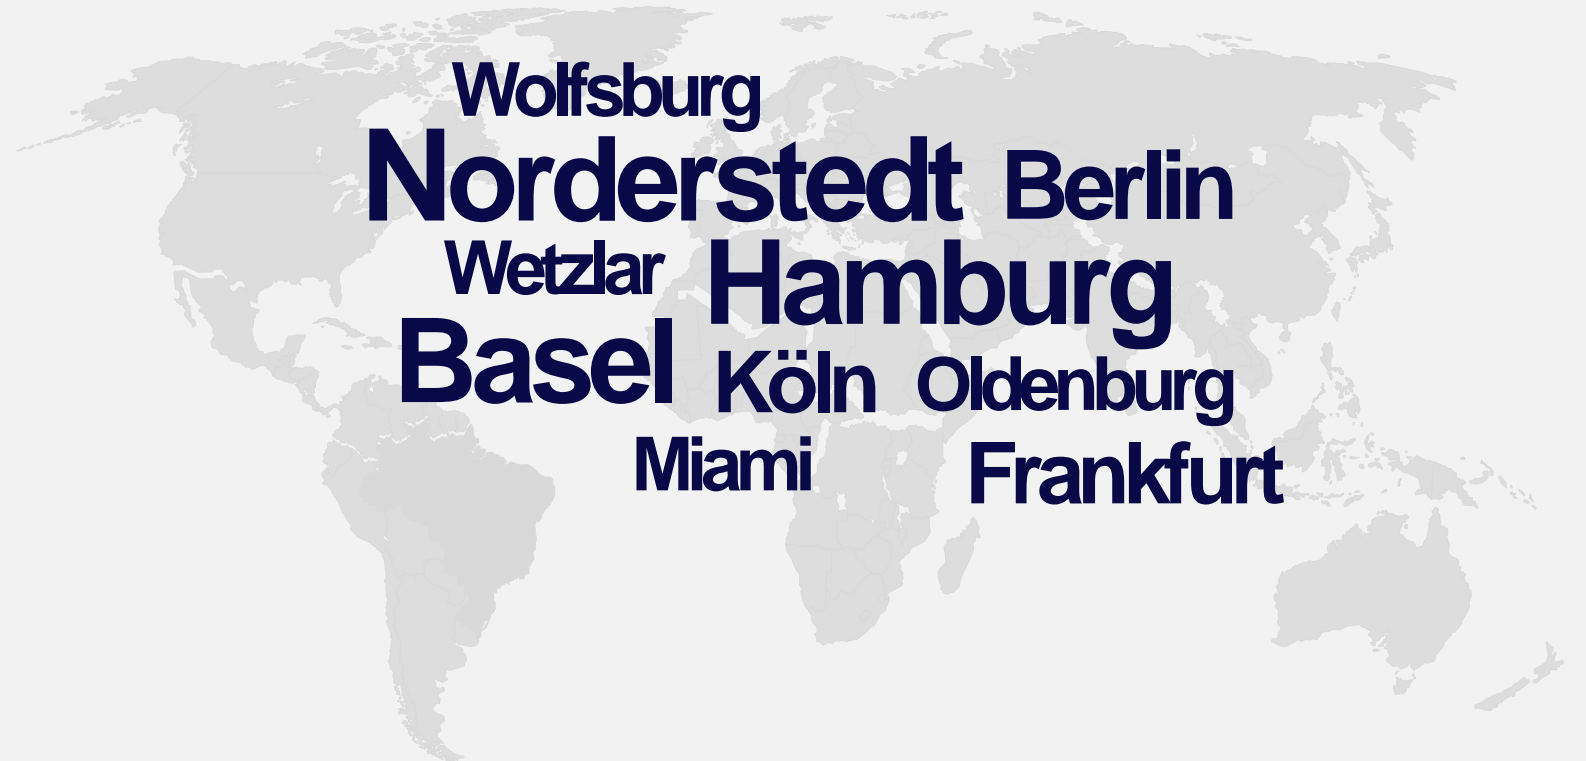 Wolfsburg
Norderstedt Berlin
Wetzlar Hamburg
Basel Köln Oldenburg
Miami Frankfurt